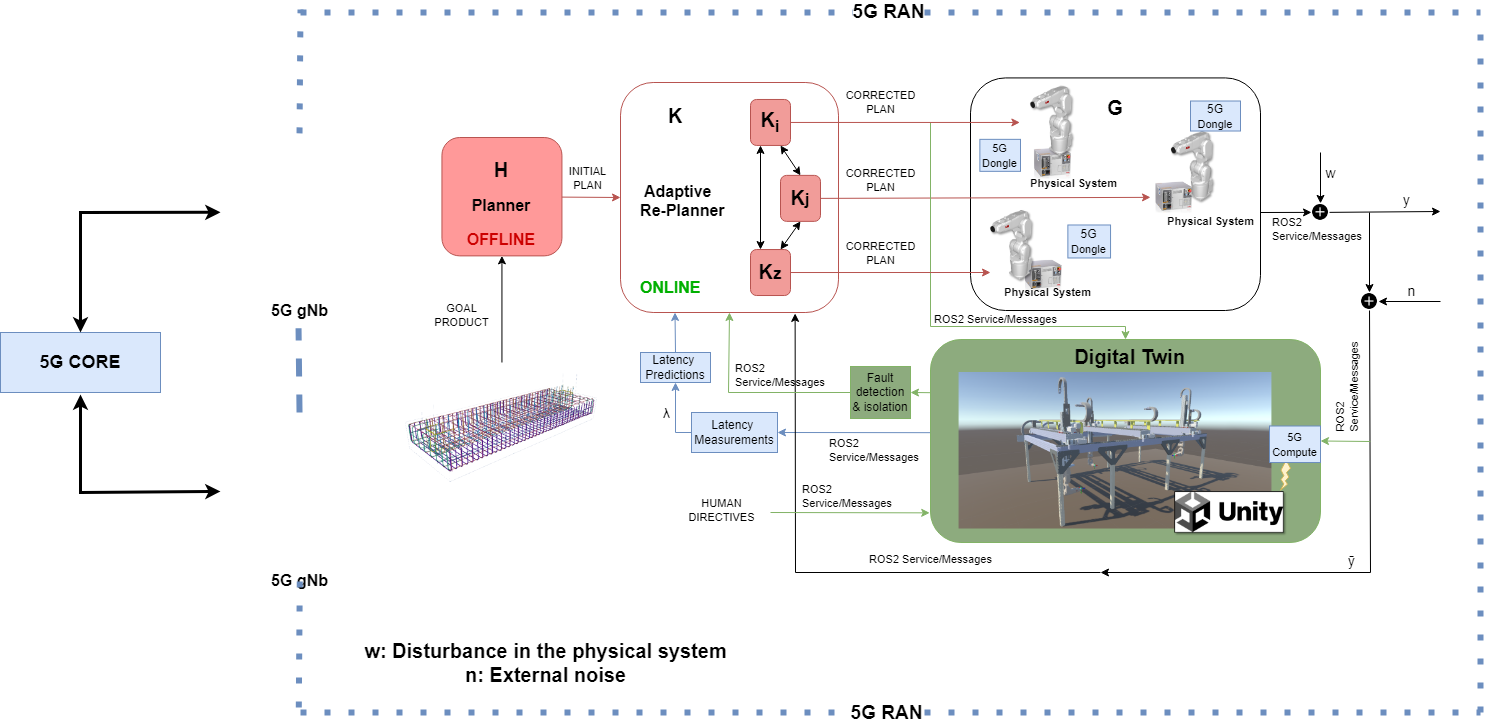 5G RAN
CORRECTED
PLAN
K
Ki
G
5G
Dongle
5G
Dongle
H
Planner
OFFLINE
INITIAL
PLAN
Adaptive
Re-Planner
CORRECTED
PLAN
Kj
Physical System
w
Physical System
y
ROS2
Service/Messages
5G
Dongle
CORRECTED
PLAN
Kz
ONLINE
Physical System
n
GOAL
PRODUCT
5G gNb
ROS2 Service/Messages
5G CORE
Latency
Predictions
ROS2
Service/Messages
Fault
detection
& isolation
Digital Twin
ROS2
Service/Messages
λ
Latency
Measurements
ROS2
Service/Messages
5G
Compute
HUMAN
DIRECTIVES
ROS2
Service/Messages
Unity
ROS2 Service/Messages
ȳ
5G gNb
w: Disturbance in the physical system
n: External noise
5G RAN